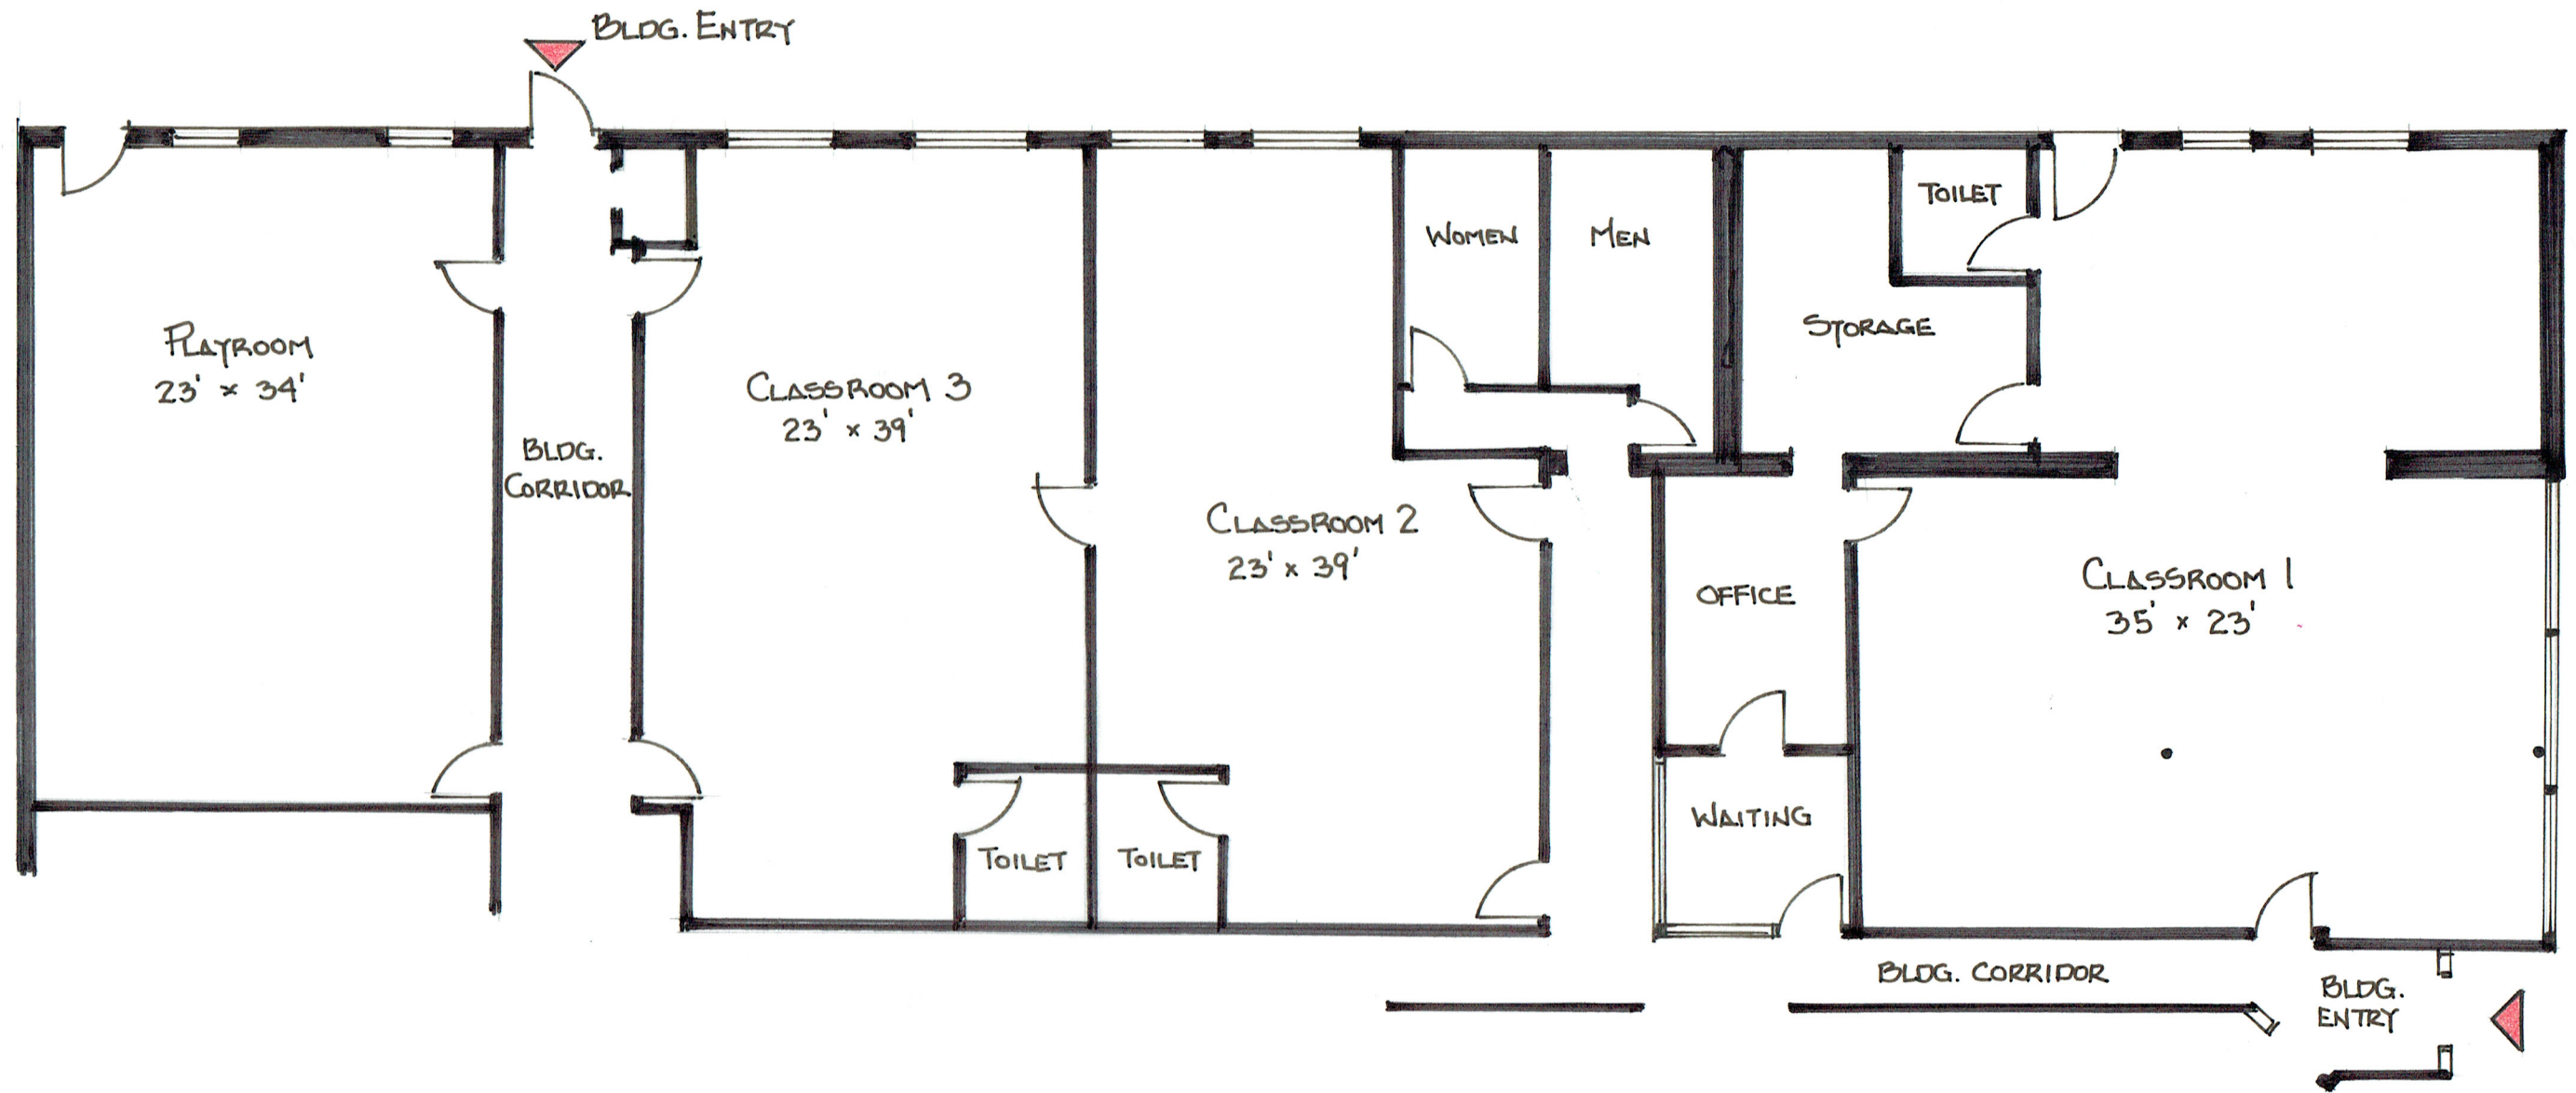 BLDG. ENTRY
PLAYROOM
23' x 34'
BLDG.
CORRIDOR
CLASSROOM 3
23' x 39'
CLASSROOM 2
23' x 39'
WOMEN
MEN
TOILET
STORAGE
OFFICE
CLASSROOM 1
35' x 23'
WAITING
TOILET
TOILET
BLDG. CORRIDOR
BLDG.
ENTRY